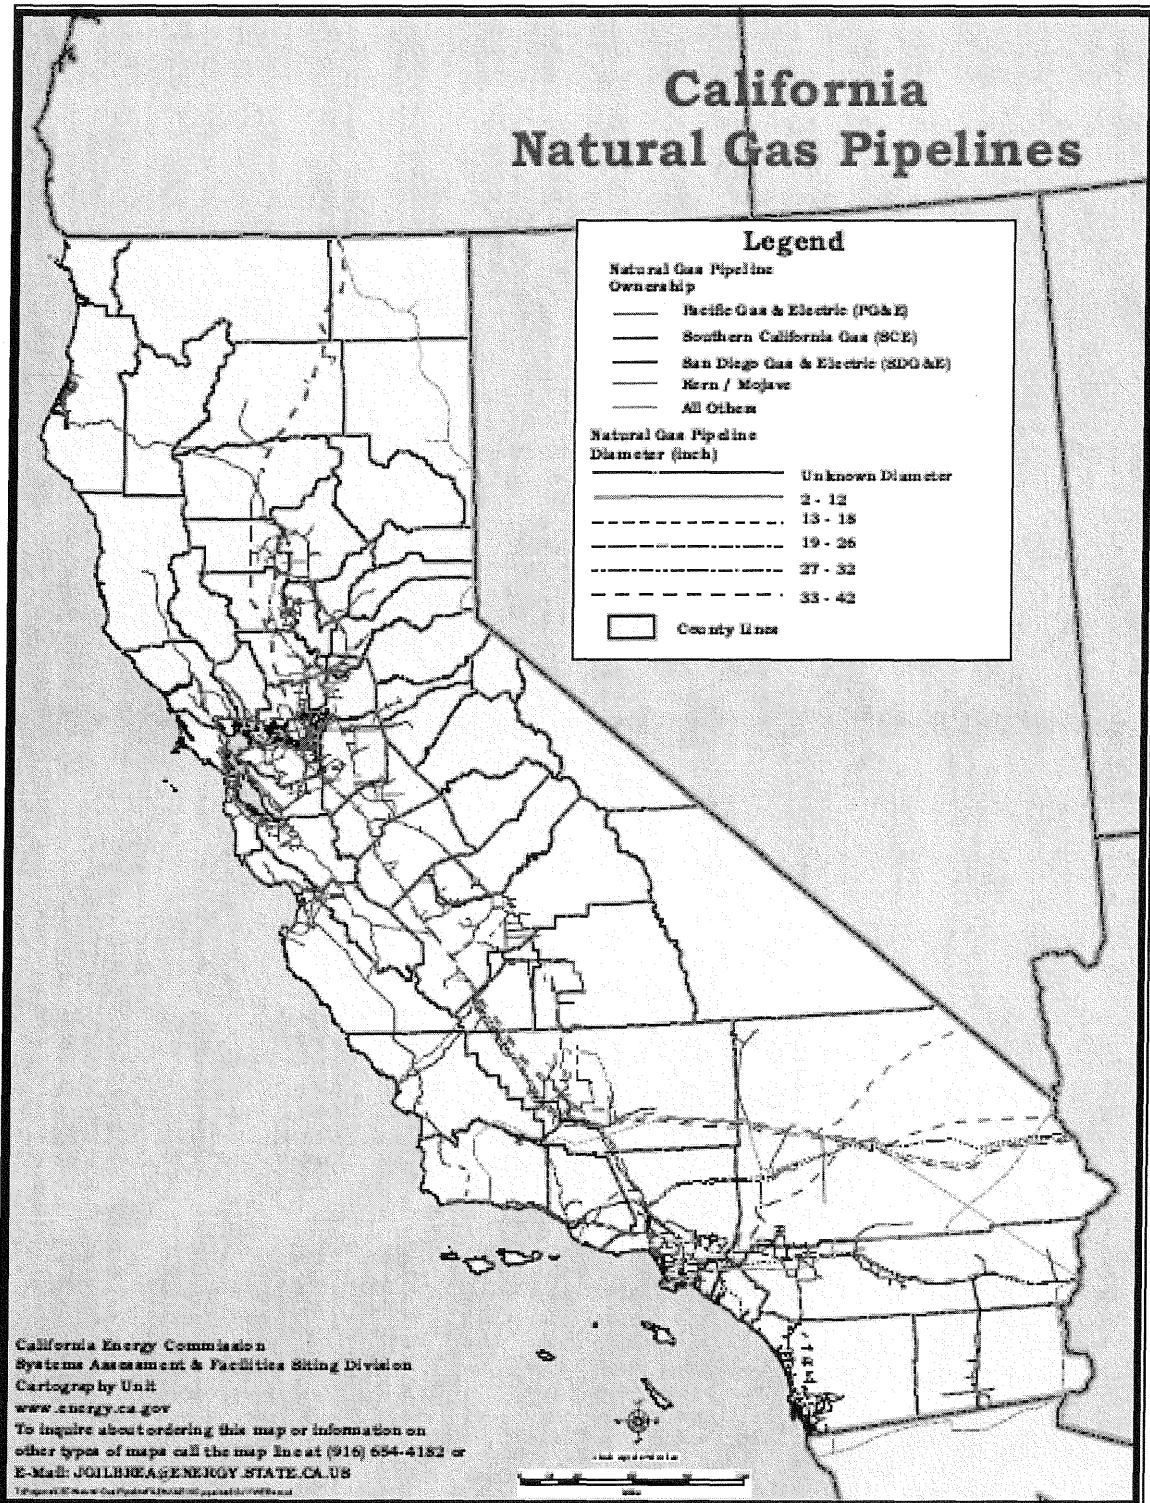 California
Natural Gas Pipelines
Legend
Natural Gas Pipeline
Ownership
Pacific Gas & Electric (PG&E)
Southern California Gas (SCE)
San Diego Gas & Electric (SDG&E)
Kern / Mojave
All Others
Natural Gas Pipeline
Diameter (inch)
Unknown Diameter
2 - 12
13 - 18
19 - 26
27 - 32
33 - 42
County Lines
California Energy Commission
Systems Assessment & Facilities Siting Division
Cartography Unit
www.energy.ca.gov
To inquire about ordering this map or information on
other types of maps call the map line at (916) 654-4182 or
E-Mail: JGILBREA@ENERGY.STATE.CA.US